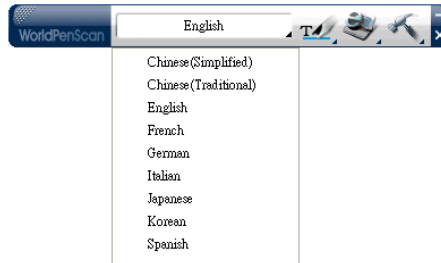 WorldPenScan
English
T
Chinese(Simplified)
Chinese(Traditional)
English
French
German
Italian
Japanese
Korean
Spanish